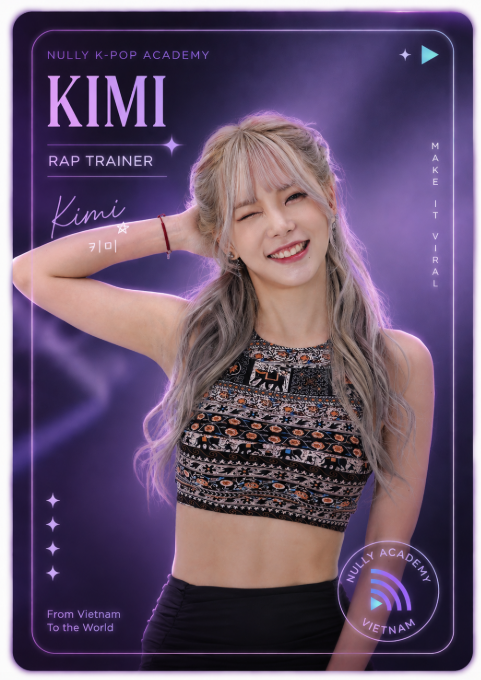 NULLY K-POP ACADEMY
KIMI
RAP TRAINER
Kimi
키미
MAKE IT VIRAL
From Vietnam
To the World
NULLY ACADEMY
VIETNAM